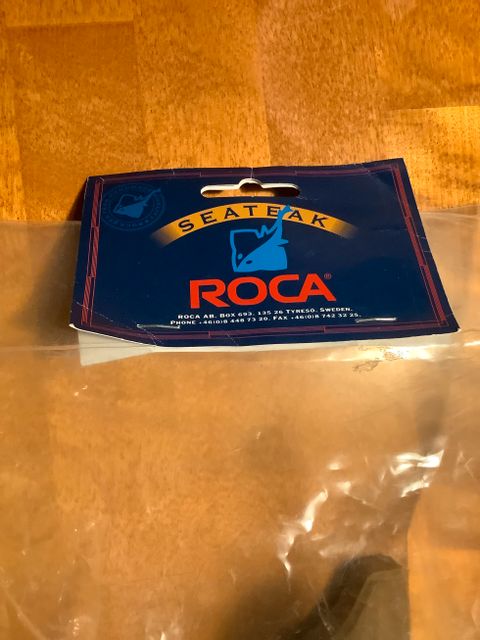 SEATEAK
ROCA®
ROCA AB. BOX 693, 135 26 TYRESÖ. SWEDEN.
PHONE +46(0)8 448 73 20. FAX +46(0)8 742 32 25.